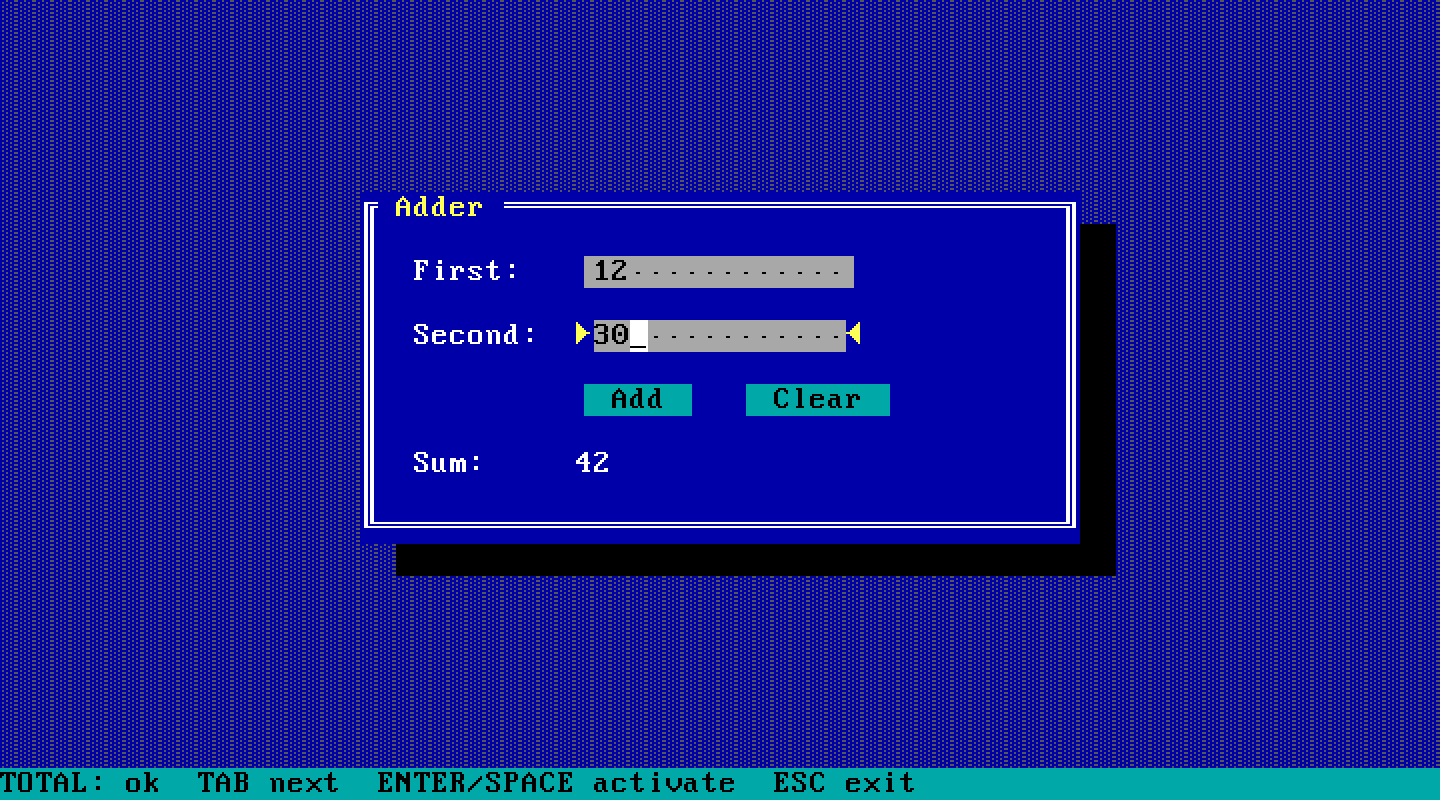 Adder
First: 12............
Second: ►30_...........◄
Add Clear
Sum: 42
TOTAL: ok TAB next ENTER/SPACE activate ESC exit